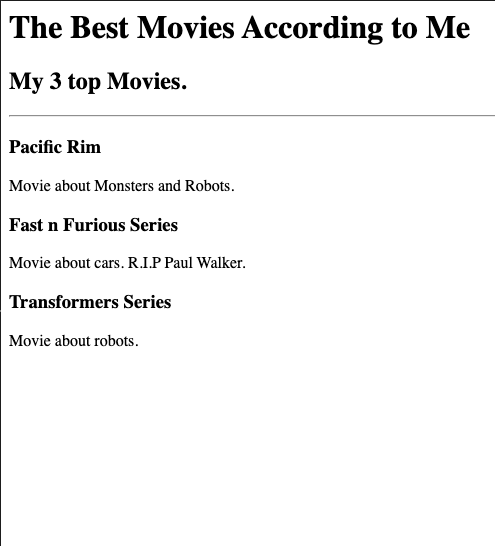 The Best Movies According to Me
My 3 top Movies.
Pacific Rim
Movie about Monsters and Robots.
Fast n Furious Series
Movie about cars. R.I.P Paul Walker.
Transformers Series
Movie about robots.